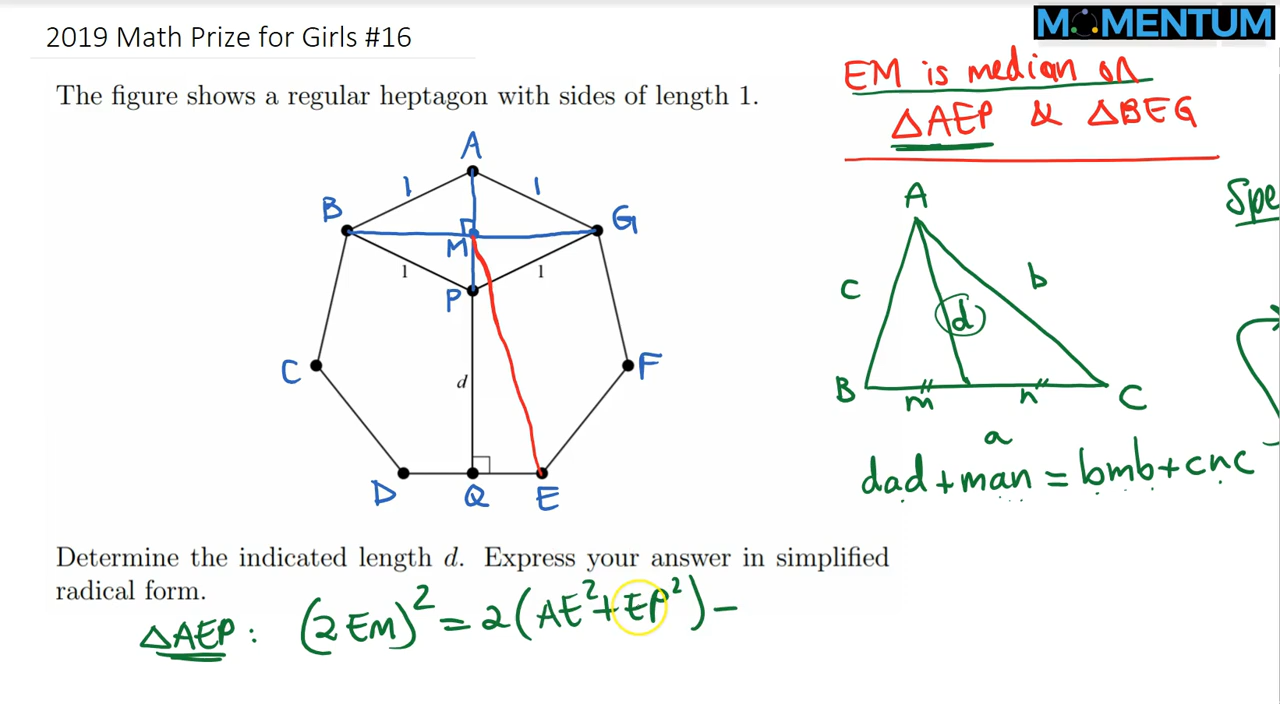 2019 Math Prize for Girls #16
MOMENTUM
The figure shows a regular heptagon with sides of length 1.
EM is median on
△AEP & △BEG
A
1
1
B
G
M
1
1
P
C
F
d
D
Q
E
A
Spe
c
b
d
B
m
n
C
a
dad + man = bmb + cnc
Determine the indicated length d. Express your answer in simplified
radical form.
△AEP : (2EM)² = 2(AE² + EP²) −